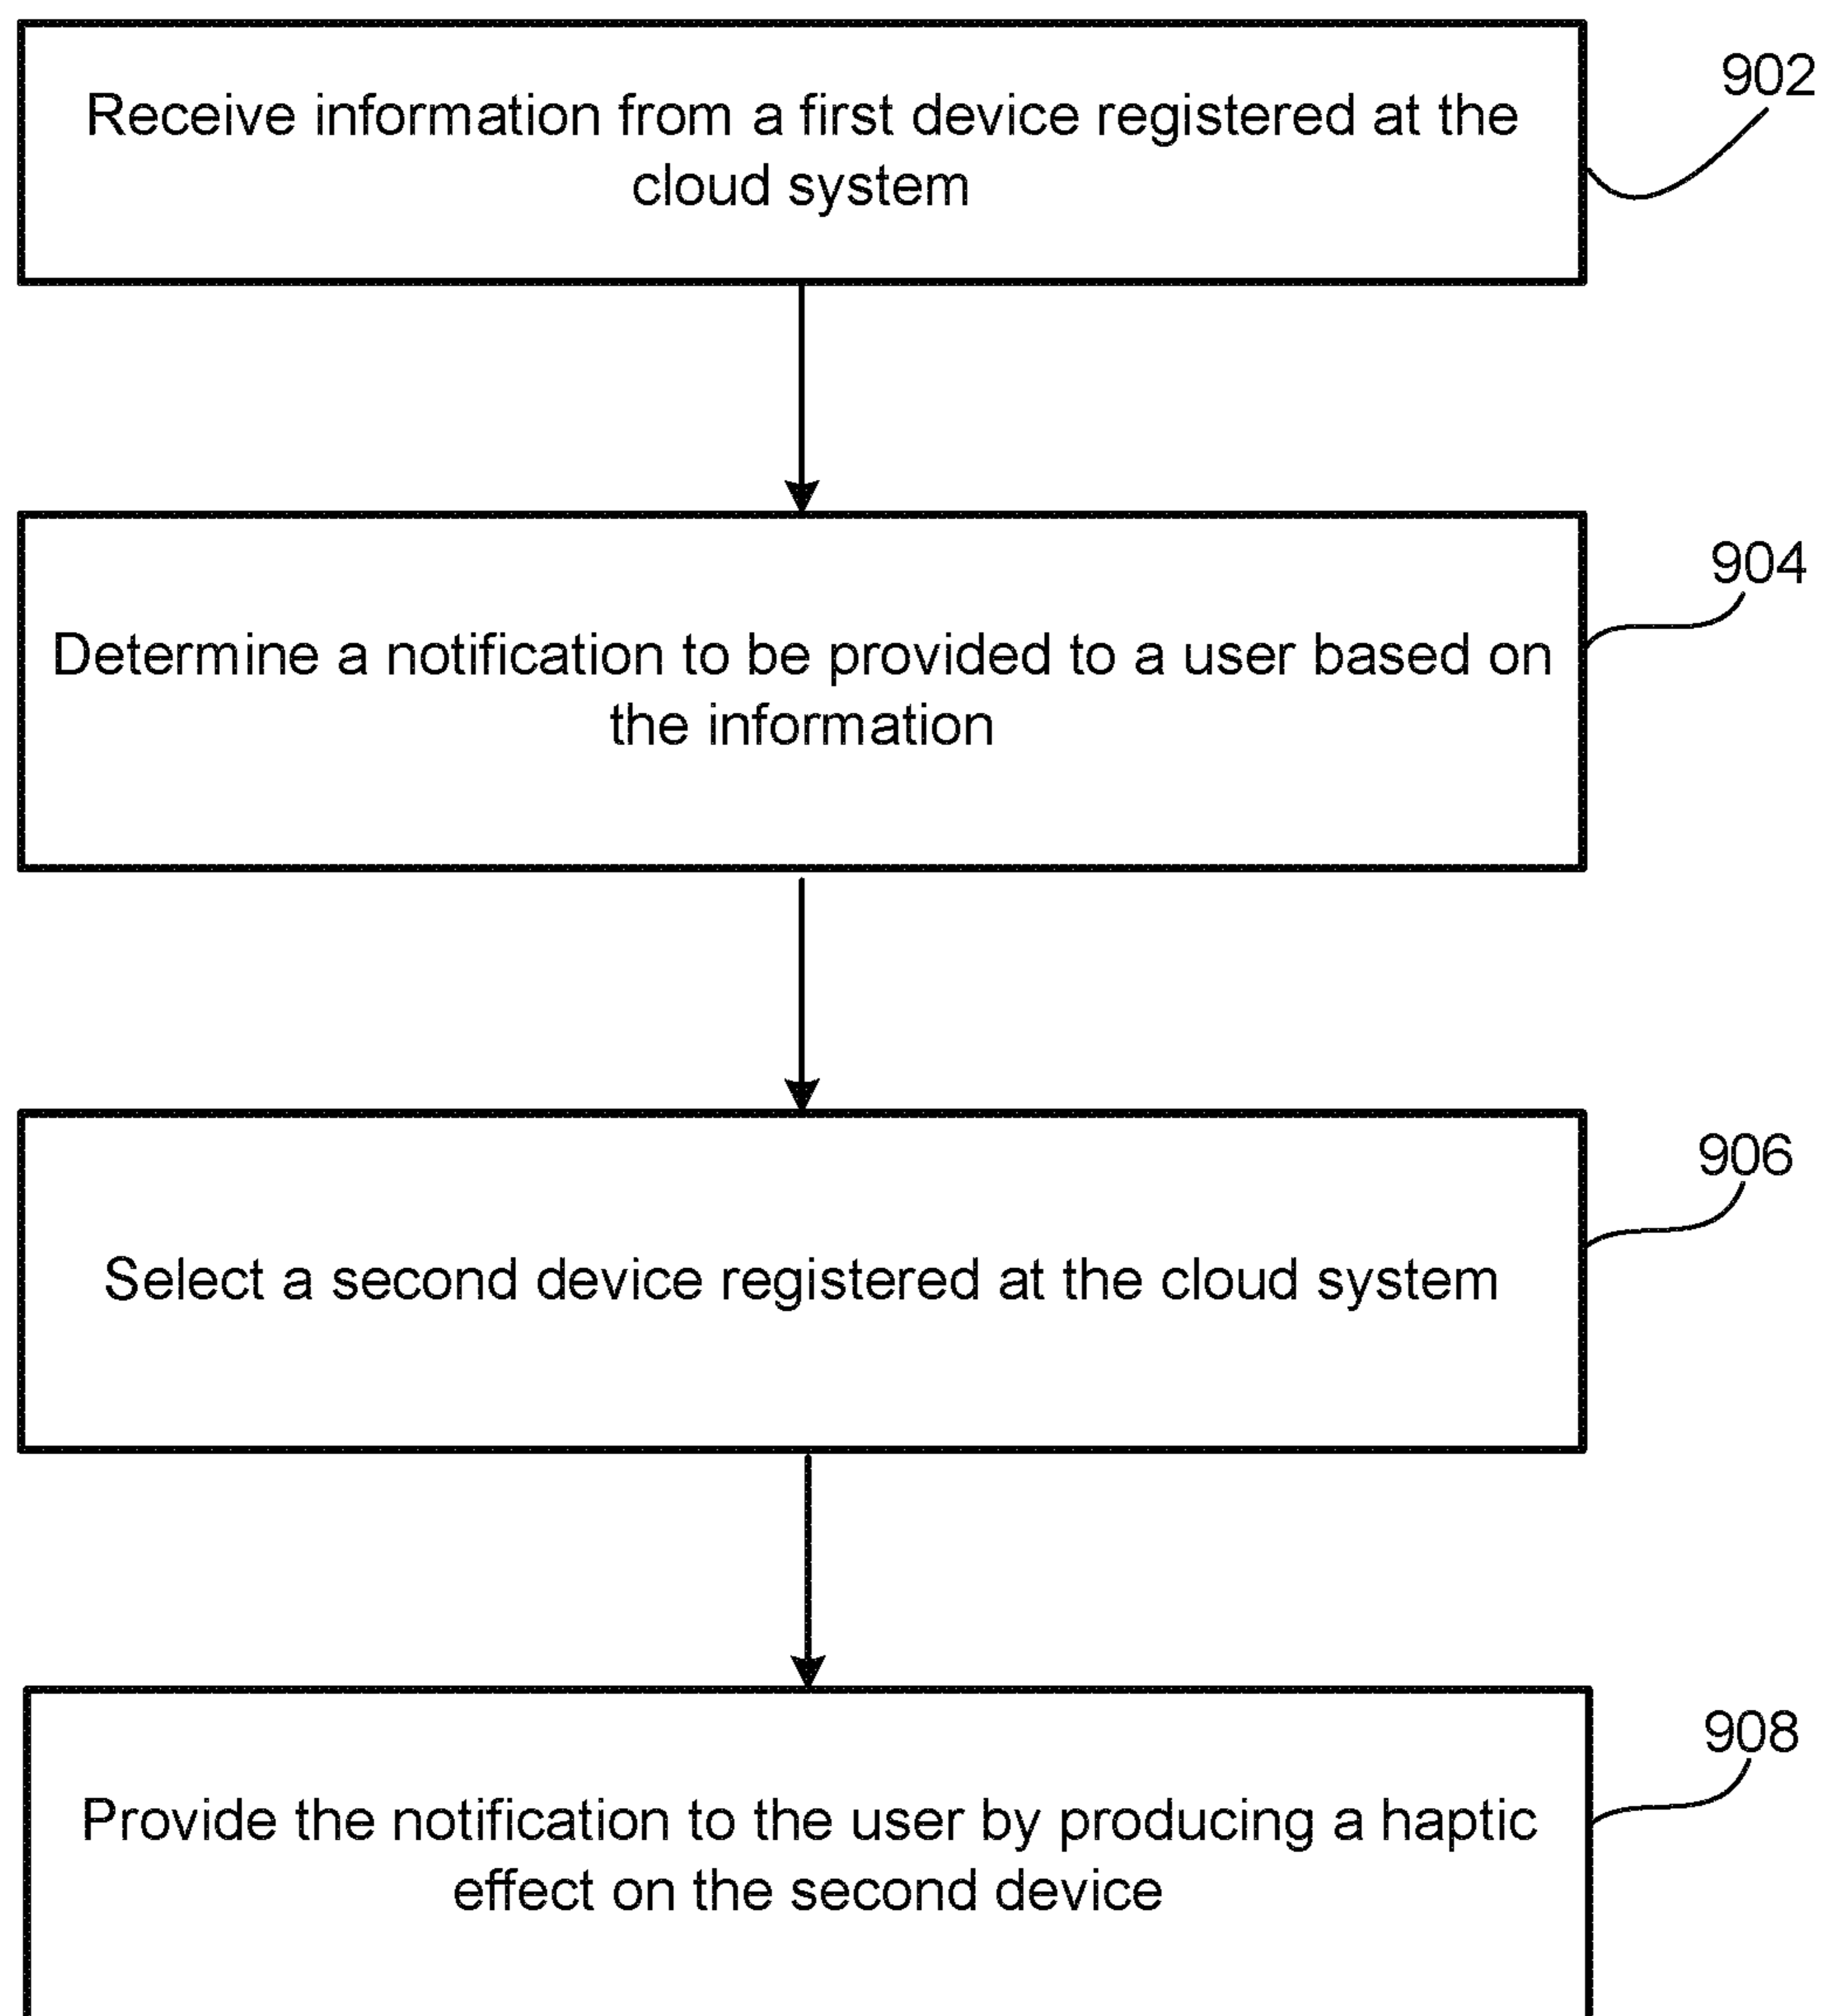 Receive information from a first device registered at the
cloud system
902
Determine a notification to be provided to a user based on
the information
904
Select a second device registered at the cloud system
906
Provide the notification to the user by producing a haptic
effect on the second device
908